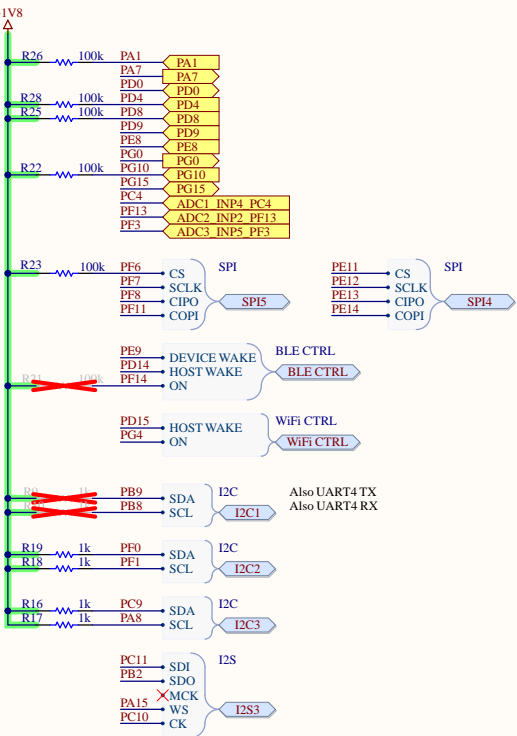 1V8
R26 100k PA1 PA1
PA7 PA7
PD0 PD0
R28 100k PD4 PD4
R25 100k PD8 PD8
PD9 PD9
PE8 PE8
PG0 PG0
R22 100k PG10 PG10
PG15 PG15
PC4 ADC1_INP4_PC4
PF13 ADC2_INP2_PF13
PF3 ADC3_INP5_PF3
R23 100k PF6 CS SPI
PF7 SCLK
PF8 CIPO SPI5
PF11 COPI
PE11 CS SPI
PE12 SCLK
PE13 CIPO SPI4
PE14 COPI
PE9 DEVICE WAKE BLE CTRL
PD14 HOST WAKE BLE CTRL
R21 100k PF14 ON
PD15 HOST WAKE WiFi CTRL
PG4 ON WiFi CTRL
PB9 SDA I2C Also UART4 TX
PB8 SCL I2C1 Also UART4 RX
R19 1k PF0 SDA I2C
R18 1k PF1 SCL I2C2
R16 1k PC9 SDA I2C
R17 1k PA8 SCL I2C3
PC11 SDI I2S
PB2 SDO
MCK
PA15 WS I2S3
PC10 CK